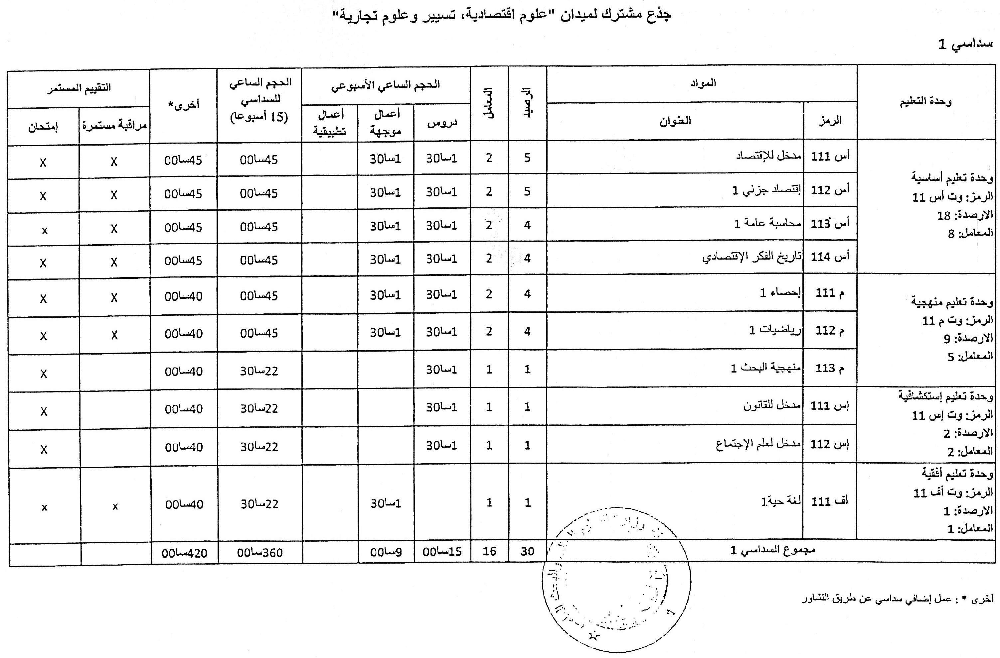 جذع مشترك لميدان "علوم اقتصادية، تسيير وعلوم تجارية"
سداسي 1
وحدة التعليم
المواد
الرصيد
المعامل
الحجم الساعي الأسبوعي
الحجم الساعي
للسداسي
(15 أسبوعا)
أخرى*
التقييم المستمر
الرمز
العنوان
دروس
أعمال
موجهة
أعمال
تطبيقية
مراقبة مستمرة
إمتحان
وحدة تعليم أساسية
الرمز: وت أس 11
الارصدة: 18
المعامل: 8
أس 111 مدخل للإقتصاد 5 2 1سا30 1سا30 45سا00 45سا00 X X
أس 112 إقتصاد جزئي 1 5 2 1سا30 1سا30 45سا00 45سا00 X X
أس 113 محاسبة عامة 1 4 2 1سا30 1سا30 45سا00 45سا00 X x
أس 114 تاريخ الفكر الإقتصادي 4 2 1سا30 1سا30 45سا00 45سا00 X X
وحدة تعليم منهجية
الرمز: وت م 11
الارصدة: 9
المعامل: 5
م 111 إحصاء 1 4 2 1سا30 1سا30 45سا00 40سا00 X X
م 112 رياضيات 1 4 2 1سا30 1سا30 45سا00 40سا00 X X
م 113 منهجية البحث 1 1 1 1سا30 22سا30 40سا00 X
وحدة تعليم إستكشافية
الرمز: وت إس 11
الارصدة: 2
المعامل: 2
إس 111 مدخل للقانون 1 1 1سا30 22سا30 40سا00 X
إس 112 مدخل لعلم الإجتماع 1 1 1سا30 22سا30 40سا00 X
وحدة تعليم أفقية
الرمز: وت أف 11
الارصدة: 1
المعامل: 1
أف 111 لغة حية1 1 1 1سا30 22سا30 40سا00 x x
مجموع السداسي 1 30 16 15سا00 9سا00 360سا00 420سا00
أخرى * : عمل إضافي سداسي عن طريق التشاور